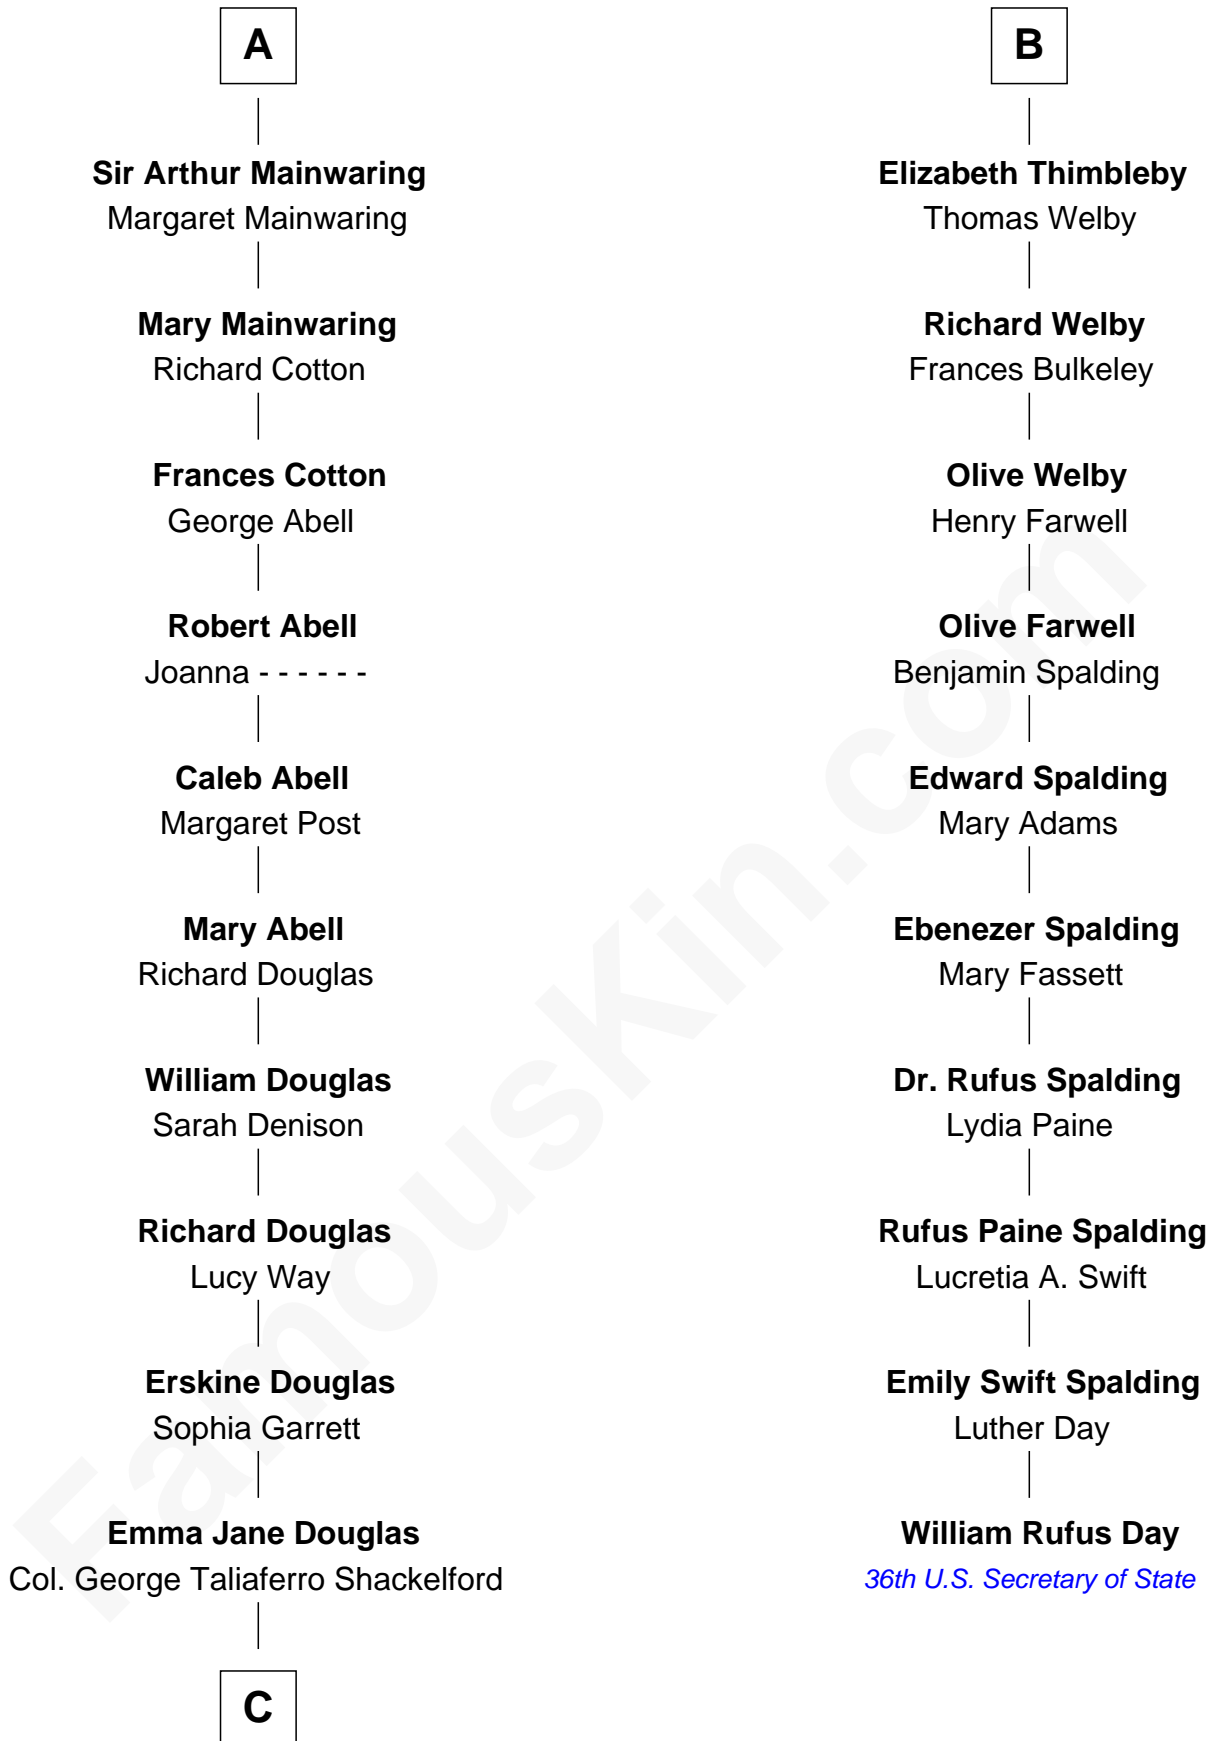 A
Sir Arthur Mainwaring
Margaret Mainwaring
Mary Mainwaring
Richard Cotton
Frances Cotton
George Abell
Robert Abell
Joanna - - - - - -
Caleb Abell
Margaret Post
Mary Abell
Richard Douglas
William Douglas
Sarah Denison
Richard Douglas
Lucy Way
Erskine Douglas
Sophia Garrett
Emma Jane Douglas
Col. George Taliaferro Shackelford
C
B
Elizabeth Thimbleby
Thomas Welby
Richard Welby
Frances Bulkeley
Olive Welby
Henry Farwell
Olive Farwell
Benjamin Spalding
Edward Spalding
Mary Adams
Ebenezer Spalding
Mary Fassett
Dr. Rufus Spalding
Lydia Paine
Rufus Paine Spalding
Lucretia A. Swift
Emily Swift Spalding
Luther Day
William Rufus Day
36th U.S. Secretary of State
FamousKin.com